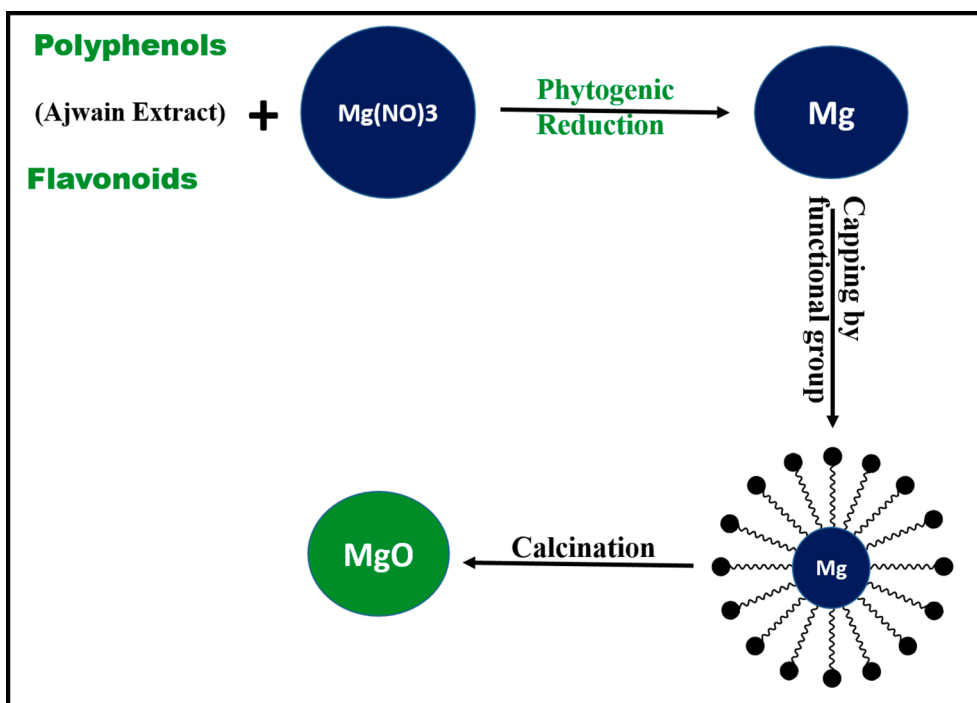 Polyphenols
(Ajwain Extract) +
Flavonoids
Mg(NO)3
Phytogenic
Reduction
Mg
Capping by
functional group
Mg
Calcination
MgO